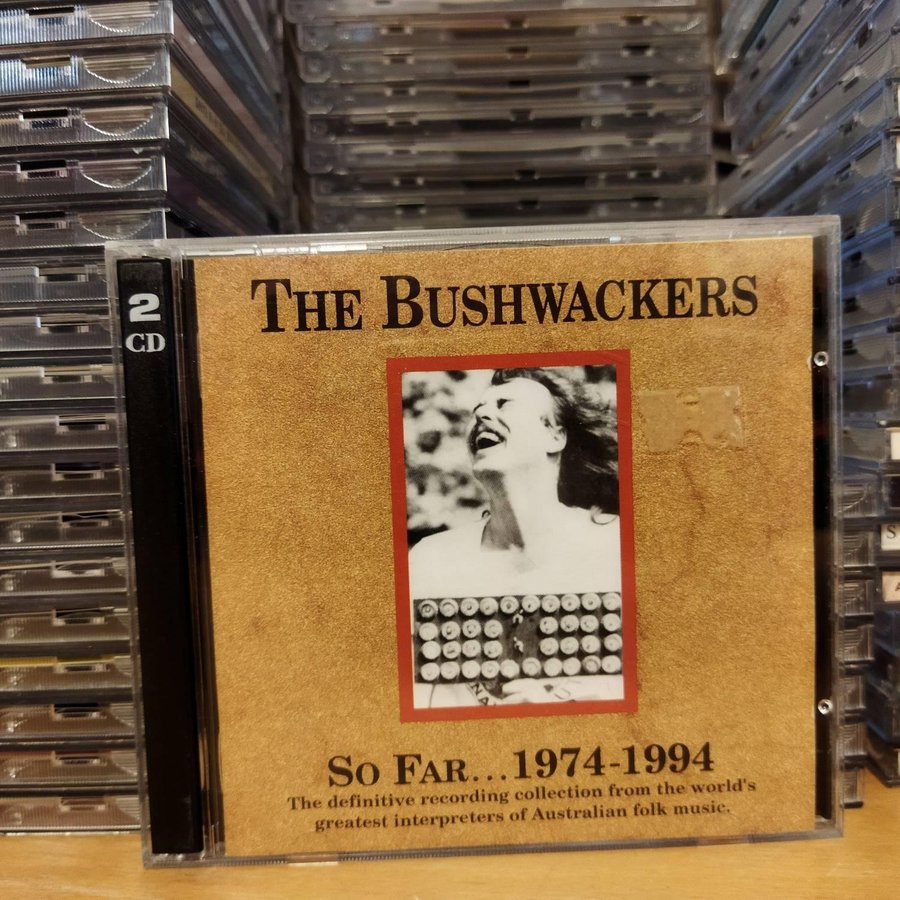 2
CD
THE BUSHWACKERS
SO FAR...1974-1994
The definitive recording collection from the world's
greatest interpreters of Australian folk music.